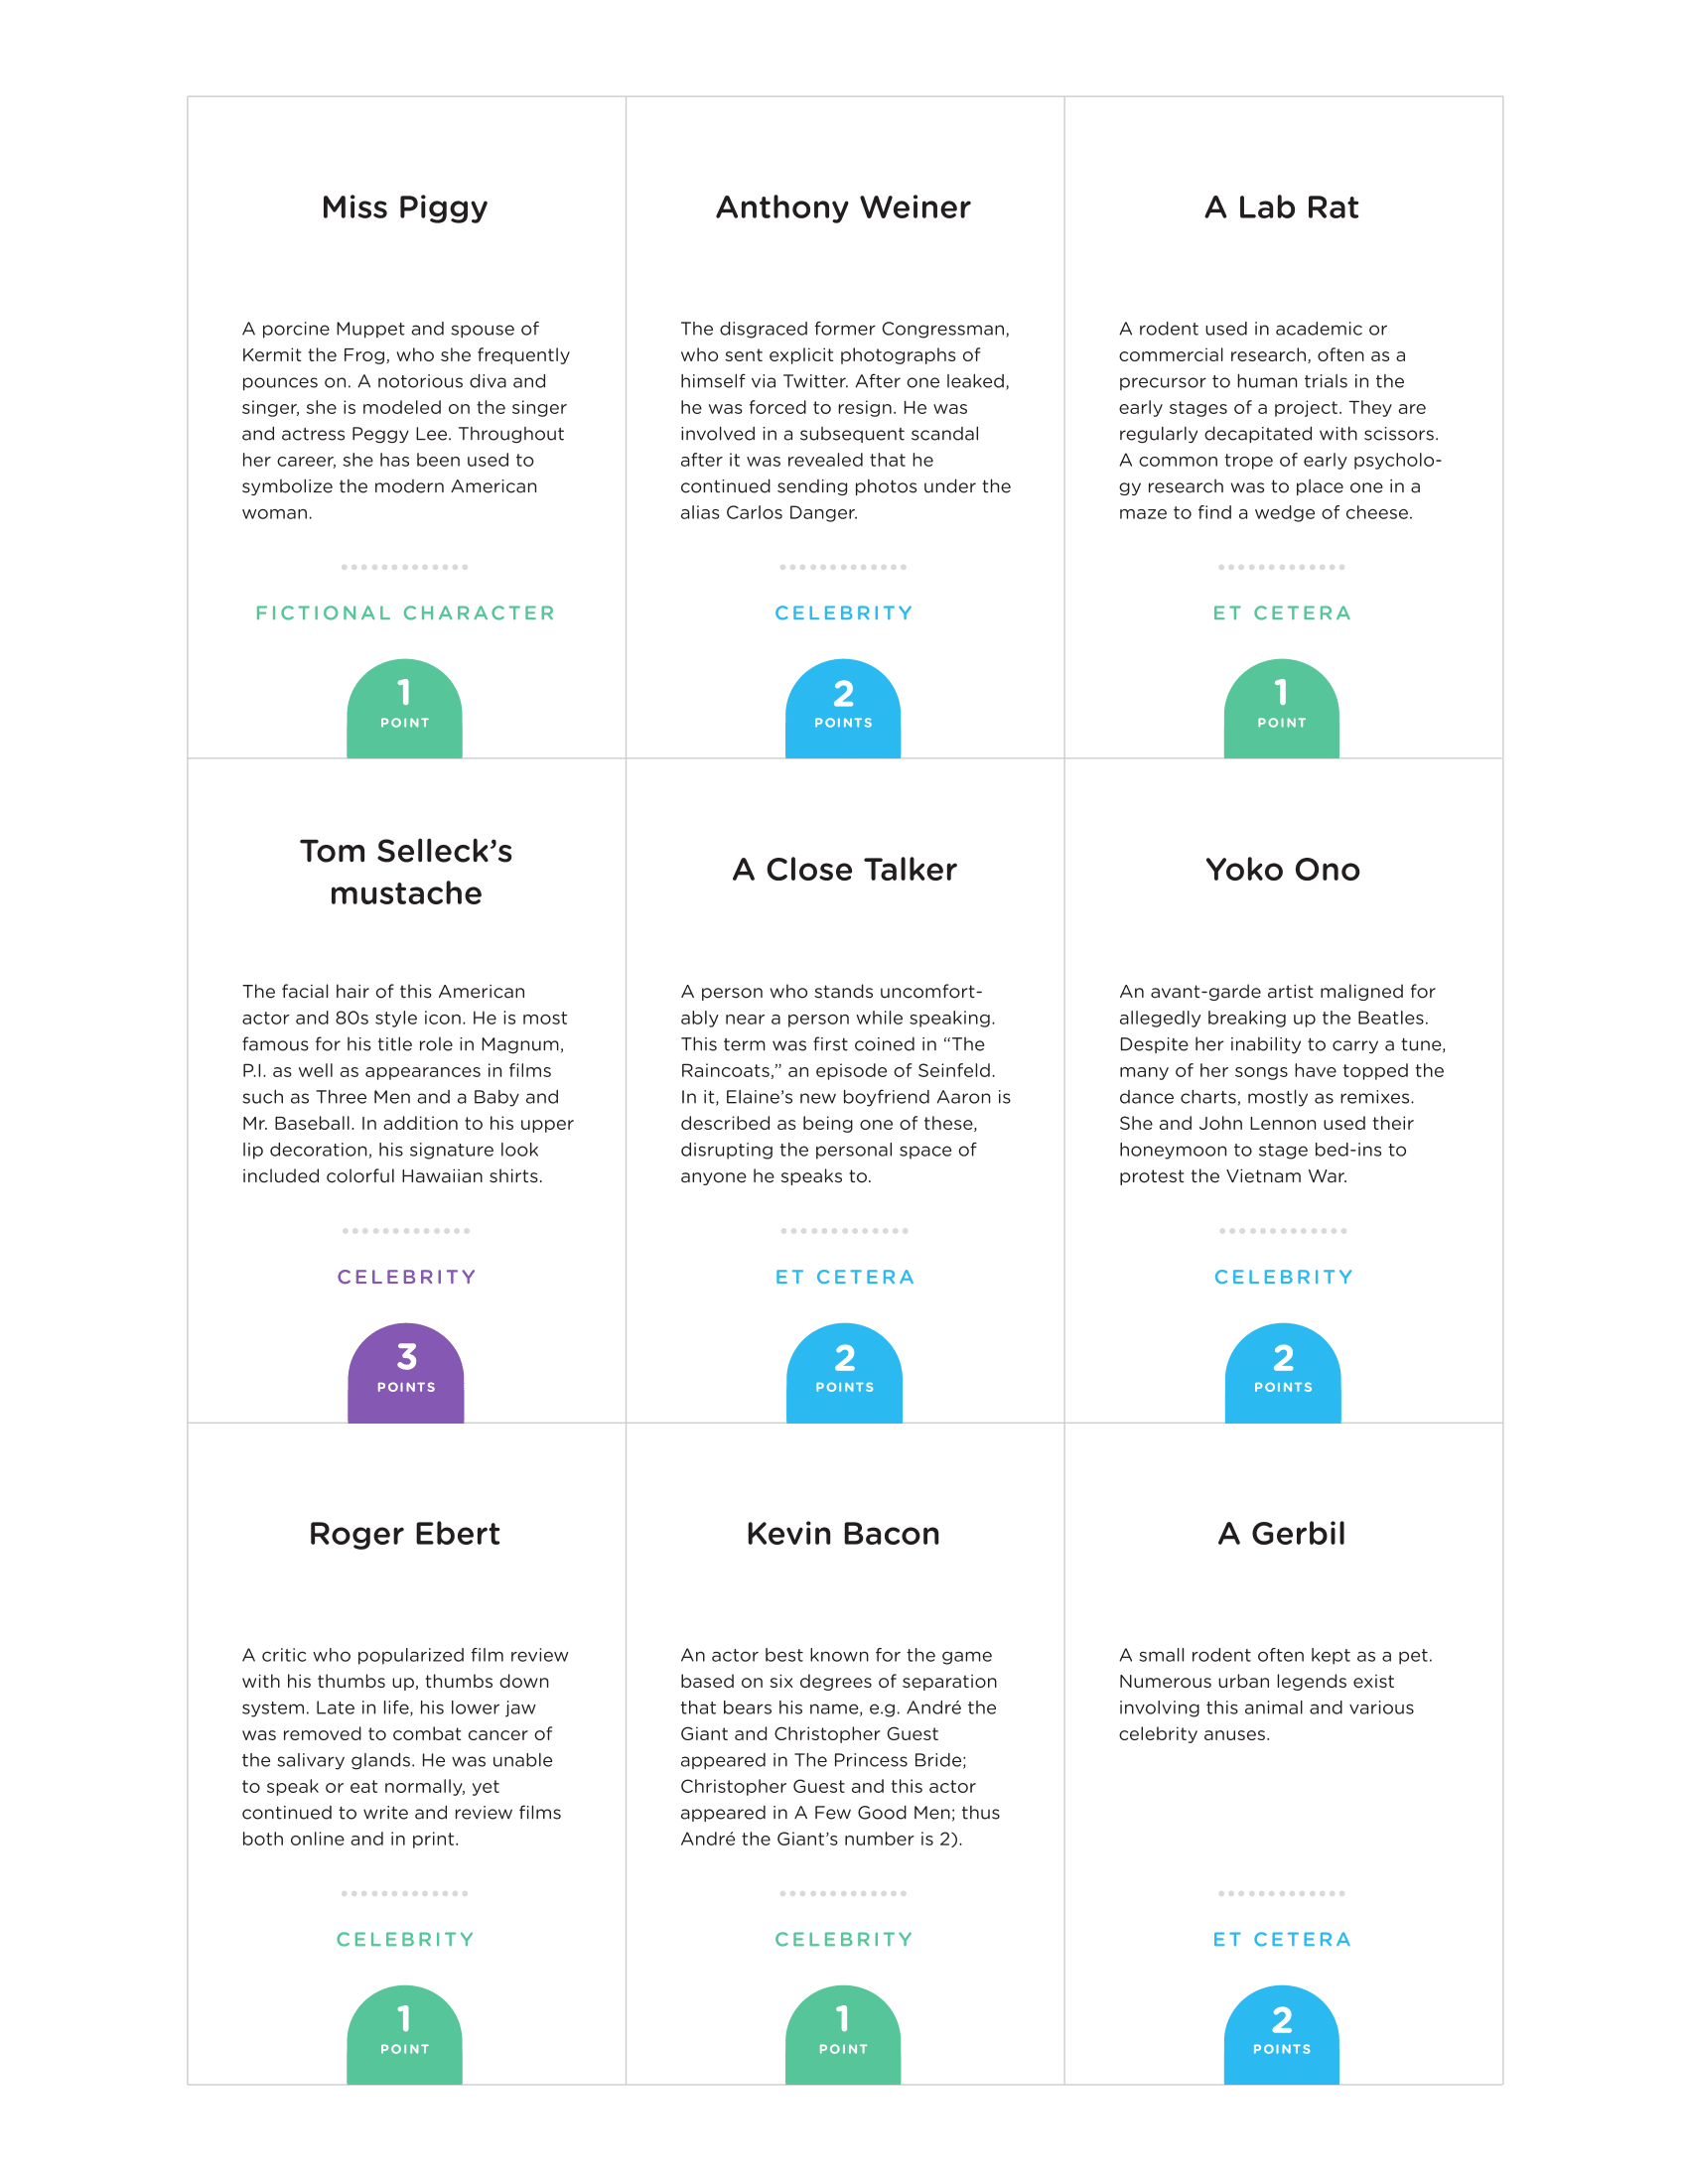 Miss Piggy
A porcine Muppet and spouse of
Kermit the Frog, who she frequently
pounces on. A notorious diva and
singer, she is modeled on the singer
and actress Peggy Lee. Throughout
her career, she has been used to
symbolize the modern American
woman.
FICTIONAL CHARACTER
1
POINT
Anthony Weiner
The disgraced former Congressman,
who sent explicit photographs of
himself via Twitter. After one leaked,
he was forced to resign. He was
involved in a subsequent scandal
after it was revealed that he
continued sending photos under the
alias Carlos Danger.
CELEBRITY
2
POINTS
A Lab Rat
A rodent used in academic or
commercial research, often as a
precursor to human trials in the
early stages of a project. They are
regularly decapitated with scissors.
A common trope of early psycholo-
gy research was to place one in a
maze to find a wedge of cheese.
ET CETERA
1
POINT
Tom Selleck’s
mustache
The facial hair of this American
actor and 80s style icon. He is most
famous for his title role in Magnum,
P.I. as well as appearances in films
such as Three Men and a Baby and
Mr. Baseball. In addition to his upper
lip decoration, his signature look
included colorful Hawaiian shirts.
CELEBRITY
3
POINTS
A Close Talker
A person who stands uncomfort-
ably near a person while speaking.
This term was first coined in “The
Raincoats,” an episode of Seinfeld.
In it, Elaine’s new boyfriend Aaron is
described as being one of these,
disrupting the personal space of
anyone he speaks to.
ET CETERA
2
POINTS
Yoko Ono
An avant-garde artist maligned for
allegedly breaking up the Beatles.
Despite her inability to carry a tune,
many of her songs have topped the
dance charts, mostly as remixes.
She and John Lennon used their
honeymoon to stage bed-ins to
protest the Vietnam War.
CELEBRITY
2
POINTS
Roger Ebert
A critic who popularized film review
with his thumbs up, thumbs down
system. Late in life, his lower jaw
was removed to combat cancer of
the salivary glands. He was unable
to speak or eat normally, yet
continued to write and review films
both online and in print.
CELEBRITY
1
POINT
Kevin Bacon
An actor best known for the game
based on six degrees of separation
that bears his name, e.g. André the
Giant and Christopher Guest
appeared in The Princess Bride;
Christopher Guest and this actor
appeared in A Few Good Men; thus
André the Giant’s number is 2).
CELEBRITY
1
POINT
A Gerbil
A small rodent often kept as a pet.
Numerous urban legends exist
involving this animal and various
celebrity anuses.
ET CETERA
2
POINTS